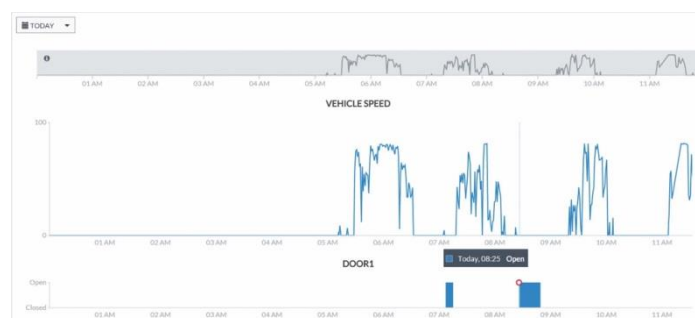 TODAY
01 AM 02 AM 03 AM 04 AM 05 AM 06 AM 07 AM 08 AM 09 AM 10 AM 11 AM
VEHICLE SPEED
100
0
01 AM 02 AM 03 AM 04 AM 05 AM 06 AM 07 AM 08 AM 09 AM 10 AM 11 AM
Today, 08:25 Open
DOOR1
Open
Closed
01 AM 02 AM 03 AM 04 AM 05 AM 06 AM 07 AM 08 AM 09 AM 10 AM 11 AM